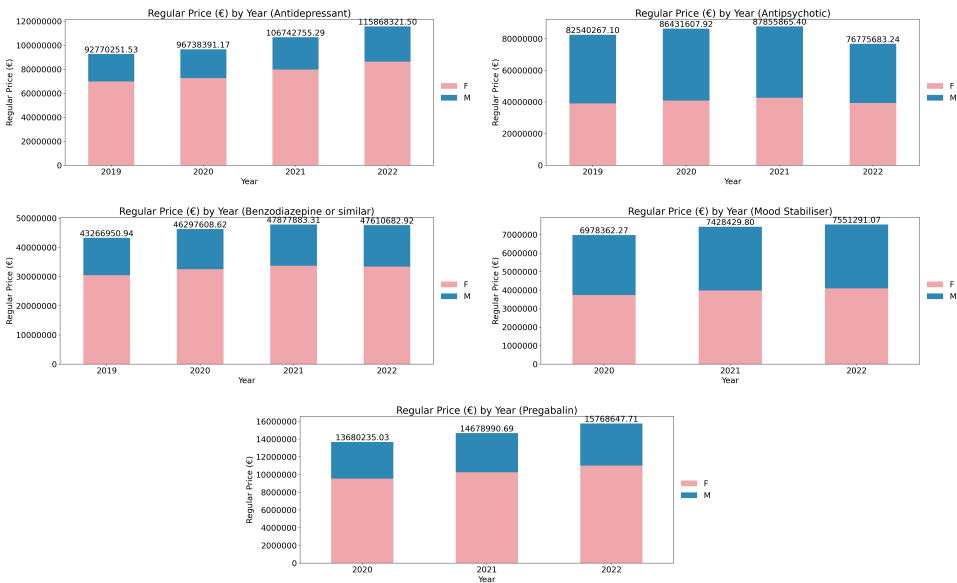 Regular Price (€) by Year (Antidepressant)
Regular Price (€)
120000000
100000000
80000000
60000000
40000000
20000000
0
92770251.53
96738391.17
106742755.29
115868321.50
2019
2020
2021
2022
Year
F
M
Regular Price (€) by Year (Antipsychotic)
Regular Price (€)
80000000
60000000
40000000
20000000
0
82540267.10
86431607.92
87855865.40
76775683.24
2019
2020
2021
2022
Year
F
M
Regular Price (€) by Year (Benzodiazepine or similar)
Regular Price (€)
50000000
40000000
30000000
20000000
10000000
0
43266950.94
46297608.62
47877883.31
47610682.92
2019
2020
2021
2022
Year
F
M
Regular Price (€) by Year (Mood Stabiliser)
Regular Price (€)
7000000
6000000
5000000
4000000
3000000
2000000
1000000
0
6978362.27
7428429.80
7551291.07
2020
2021
2022
Year
F
M
Regular Price (€) by Year (Pregabalin)
Regular Price (€)
16000000
14000000
12000000
10000000
8000000
6000000
4000000
2000000
0
13680235.03
14678990.69
15768647.71
2020
2021
2022
Year
F
M